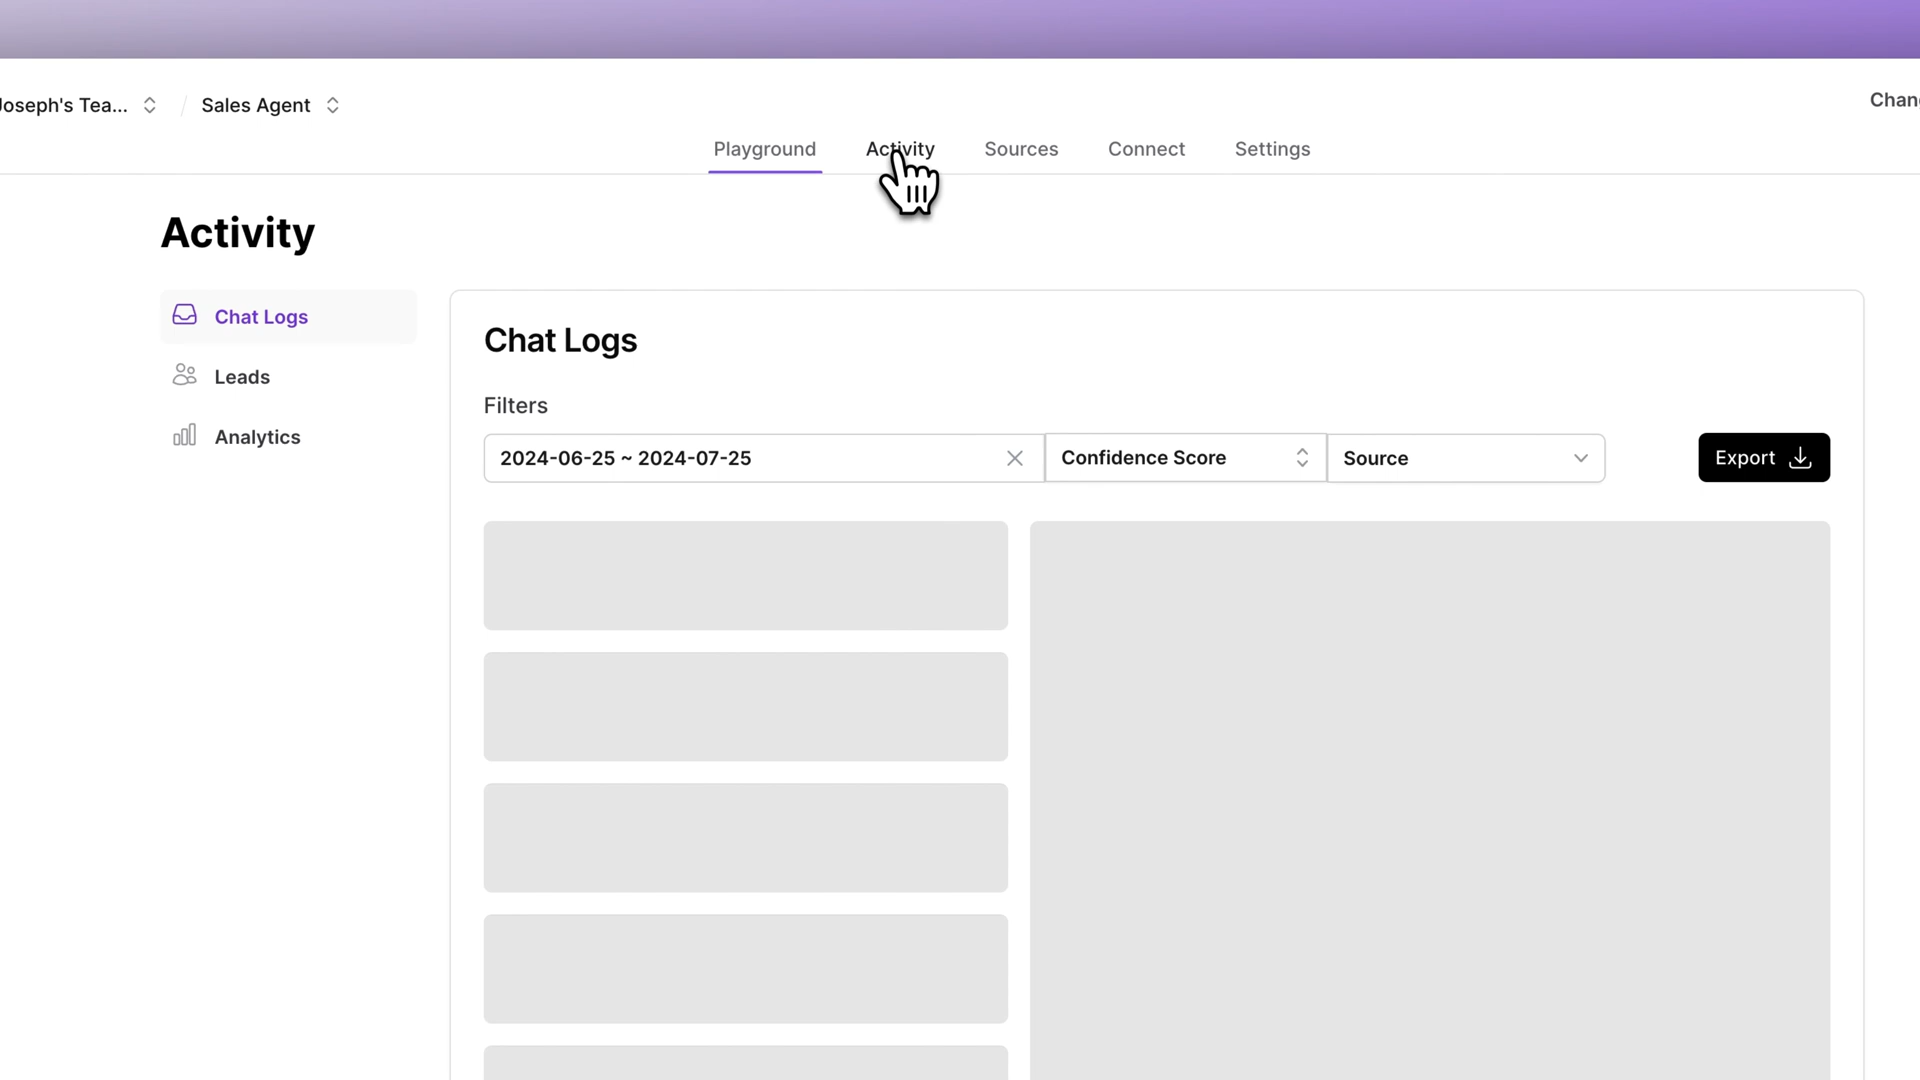 Joseph's Tea... / Sales Agent
Chan
Playground Activity Sources Connect Settings
Activity
Chat Logs
Leads
Analytics
Chat Logs
Filters
2024-06-25 ~ 2024-07-25
Confidence Score
Source
Export